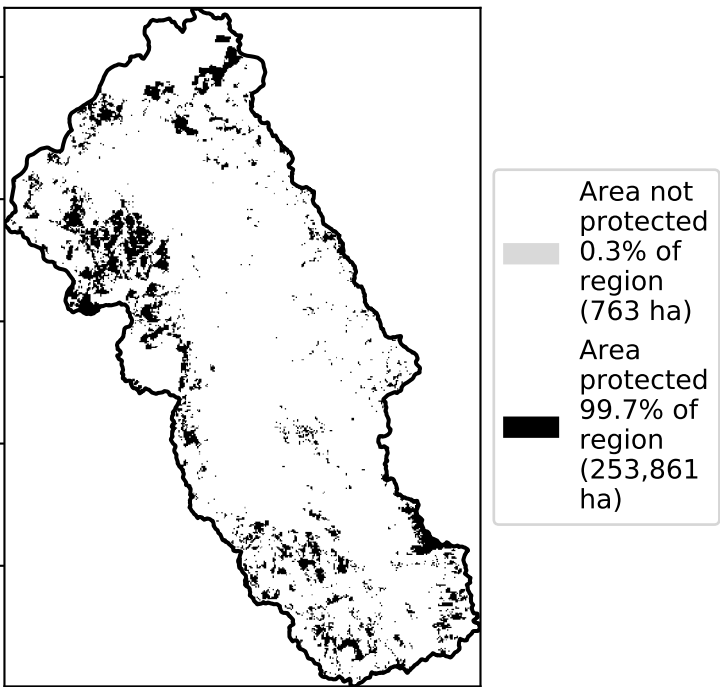 Area not
protected
0.3% of
region
(763 ha)
Area
protected
99.7% of
region
(253,861
ha)